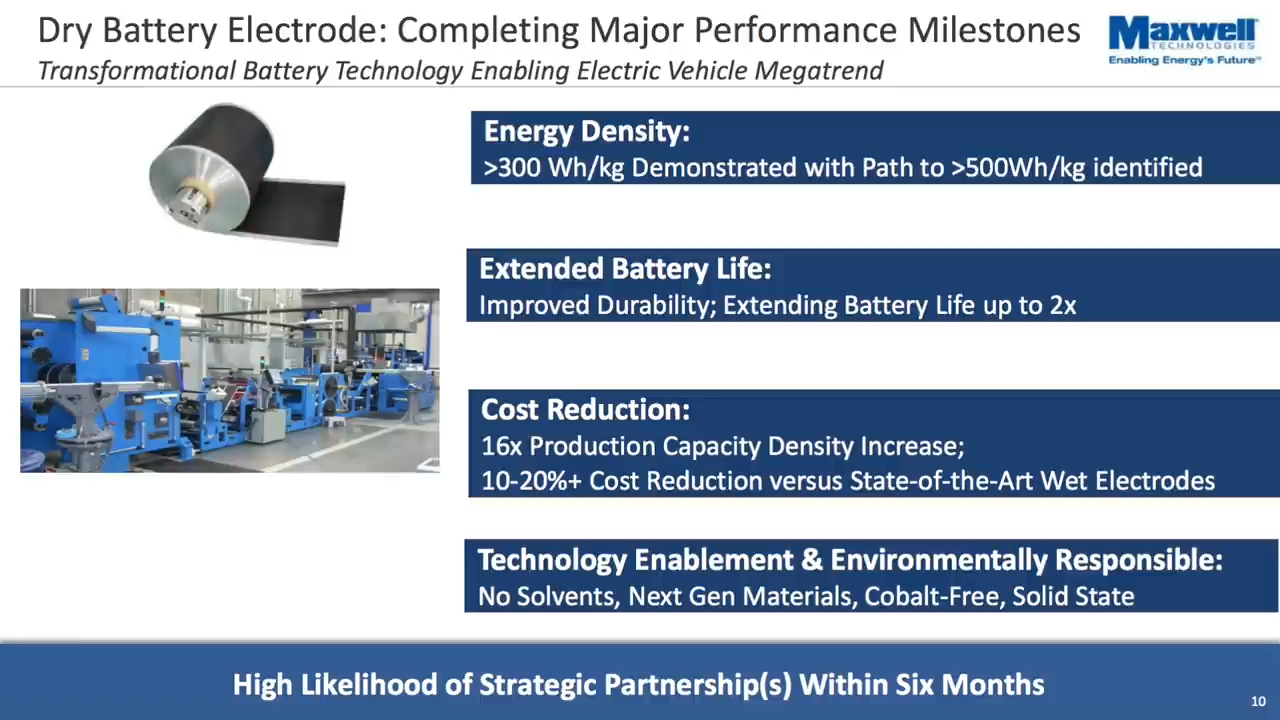 Dry Battery Electrode: Completing Major Performance Milestones
Transformational Battery Technology Enabling Electric Vehicle Megatrend
Maxwell
TECHNOLOGIES
Enabling Energy's Future™
Energy Density:
>300 Wh/kg Demonstrated with Path to >500Wh/kg identified
Extended Battery Life:
Improved Durability; Extending Battery Life up to 2x
Cost Reduction:
16x Production Capacity Density Increase;
10-20%+ Cost Reduction versus State-of-the-Art Wet Electrodes
Technology Enablement & Environmentally Responsible:
No Solvents, Next Gen Materials, Cobalt-Free, Solid State
High Likelihood of Strategic Partnership(s) Within Six Months
10